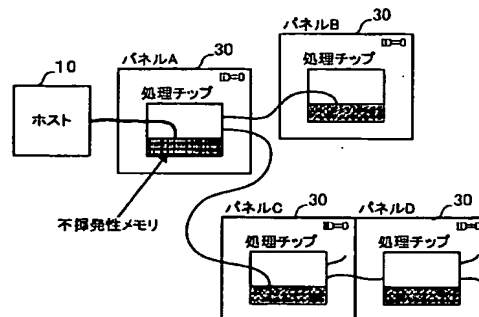 10
ホスト
パネルA
30
ID=0
処理チップ
不揮発性メモリ
パネルB
30
ID=0
処理チップ
パネルC
30
ID=0
処理チップ
パネルD
30
ID=0
処理チップ